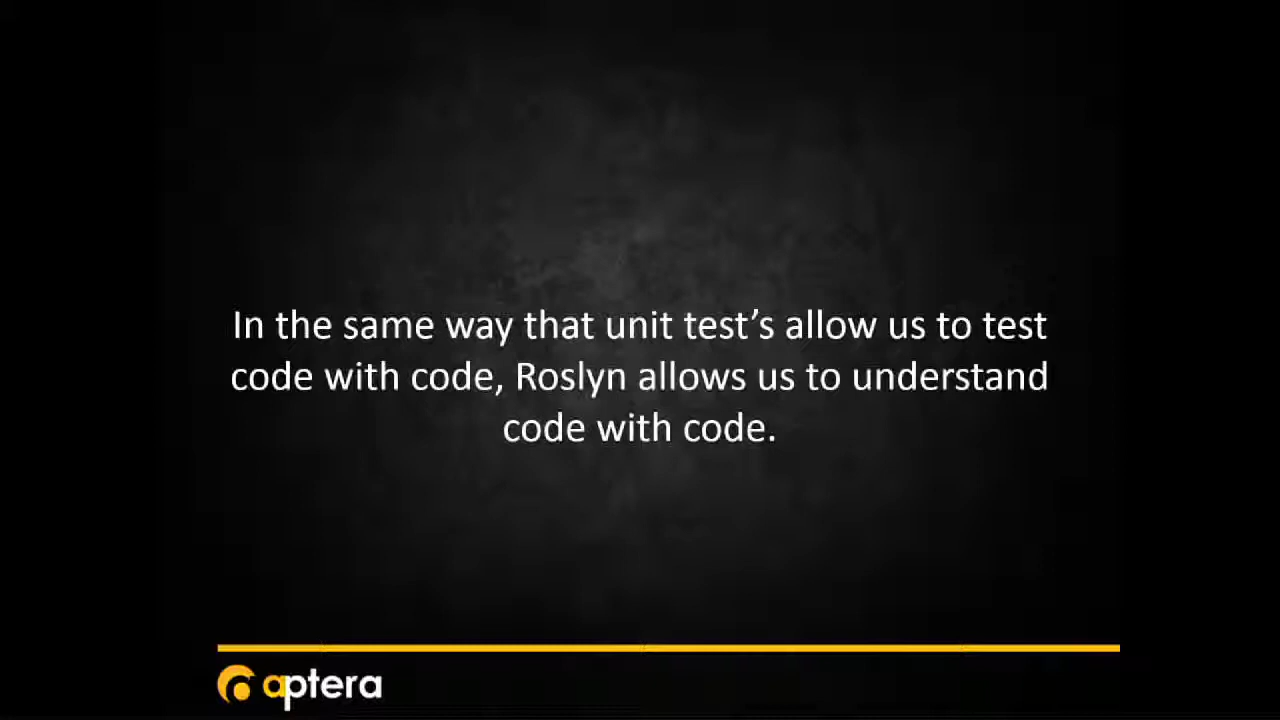 In the same way that unit test’s allow us to test
code with code, Roslyn allows us to understand
code with code.
aptera